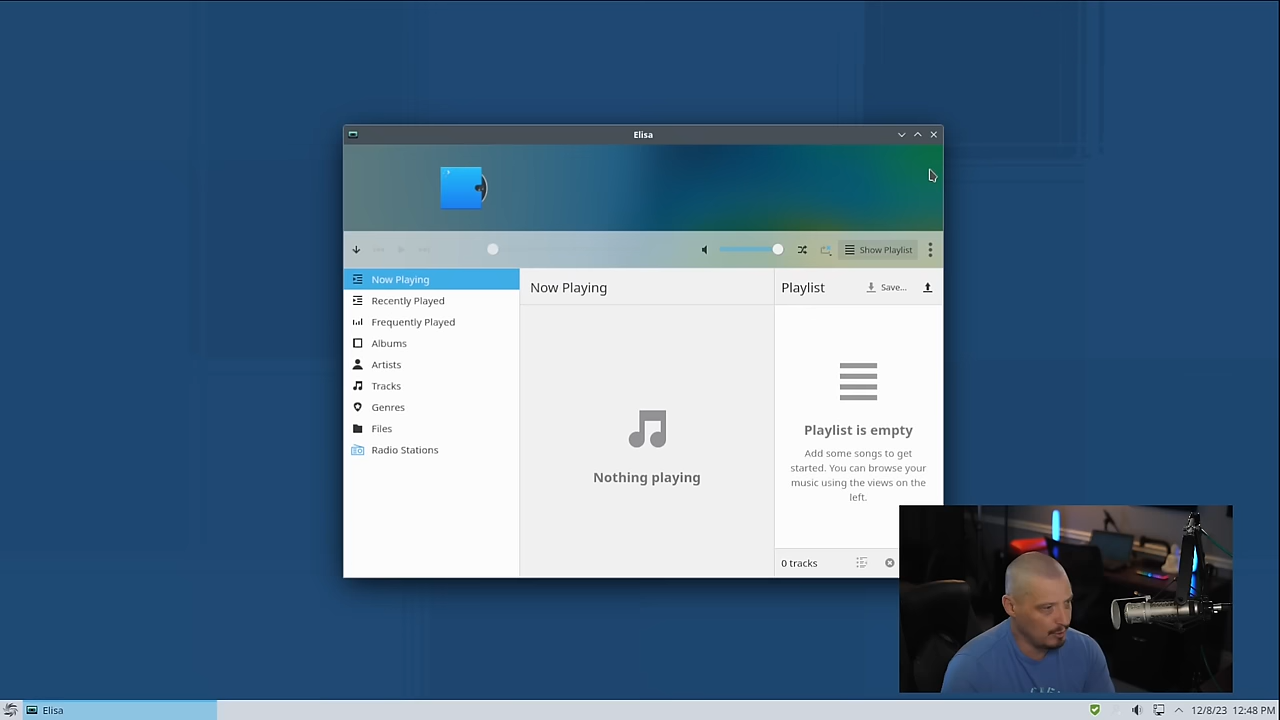 Elisa
Show Playlist
Now Playing
Recently Played
Frequently Played
Albums
Artists
Tracks
Genres
Files
Radio Stations
Now Playing
Nothing playing
Playlist
Save...
Playlist is empty
Add some songs to get
started. You can browse your
music using the views on the
left.
0 tracks
Elisa
12/8/23 12:48 PM